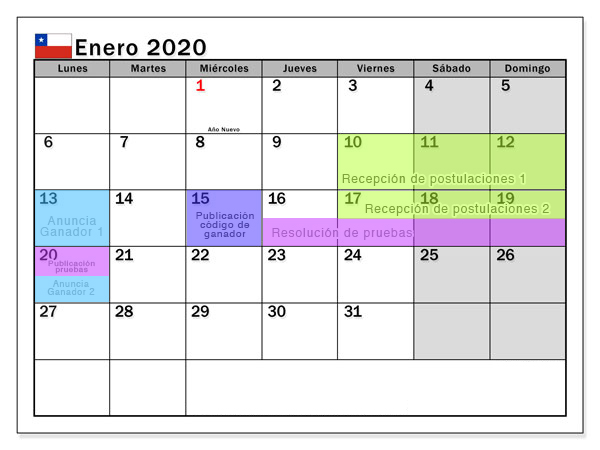 Enero 2020
Lunes Martes Miércoles Jueves Viernes Sábado Domingo
1 2 3 4 5
Año Nuevo
6 7 8 9 10 11 12
Recepción de postulaciones 1
13 14 15 16 17 18 19
Anuncia
Ganador 1
Publicación
código de
ganador
Recepción de postulaciones 2
Resolución de pruebas
20 21 22 23 24 25 26
Publicación
pruebas
Anuncia
Ganador 2
27 28 29 30 31